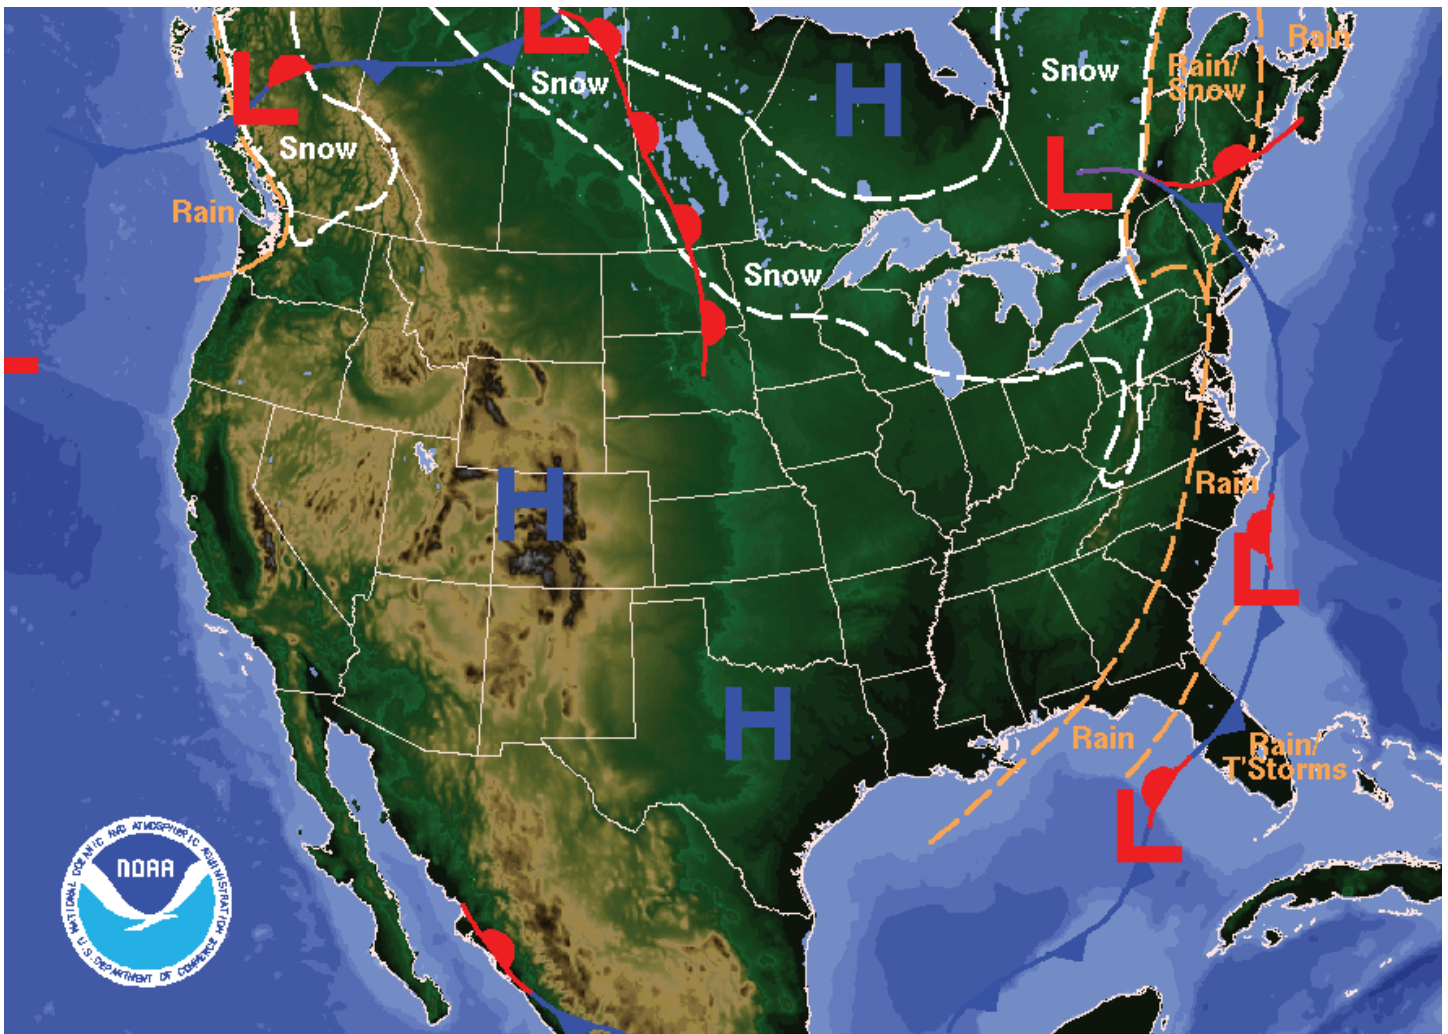 L
L
Rain
Snow
Snow
Rain/
Snow
H
Snow
L
Rain
Snow
H
Rain
L
H
Rain
Rain/
T'Storms
L
NOAA
NATIONAL OCEANIC AND ATMOSPHERIC ADMINISTRATION
U.S. DEPARTMENT OF COMMERCE